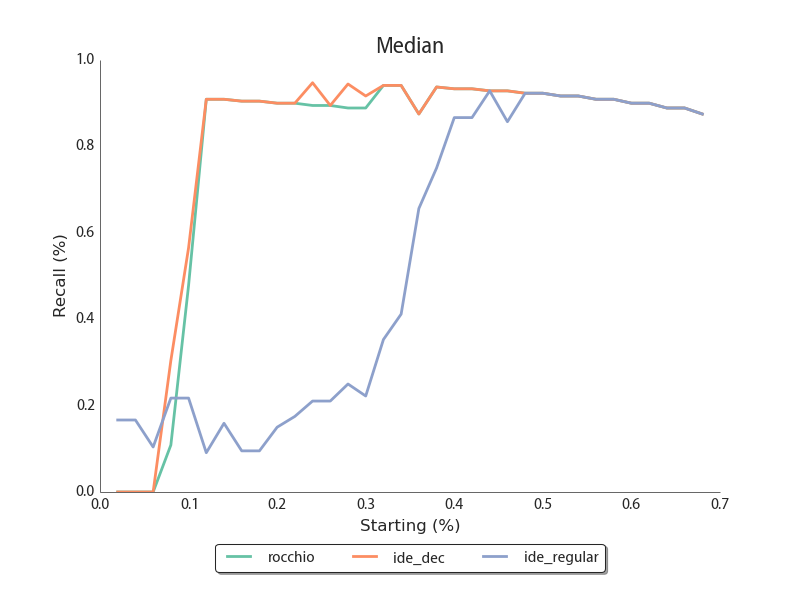 Median
1.0
0.8
0.6
0.4
0.2
0.0
Recall (%)
0.0 0.1 0.2 0.3 0.4 0.5 0.6 0.7
Starting (%)
rocchio ide_dec ide_regular